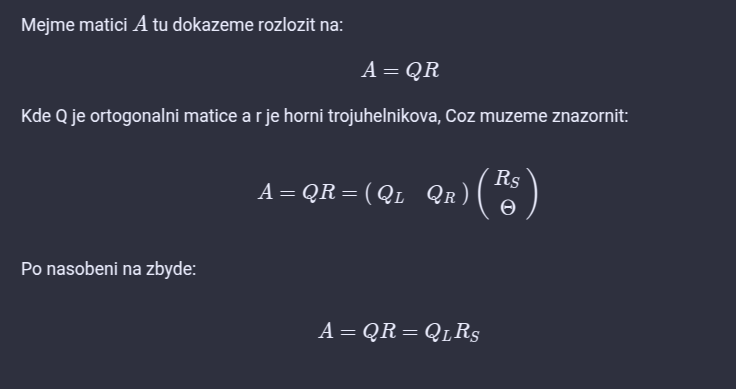 Mejme matici A tu dokazeme rozlozit na:
A = QR
Kde Q je ortogonalni matice a r je horni trojuhelnikova, Coz muzeme znazornit:
A = QR = ( Q_L Q_R ) ( R_S Θ )
Po nasobeni na zbyde:
A = QR = Q_L R_S